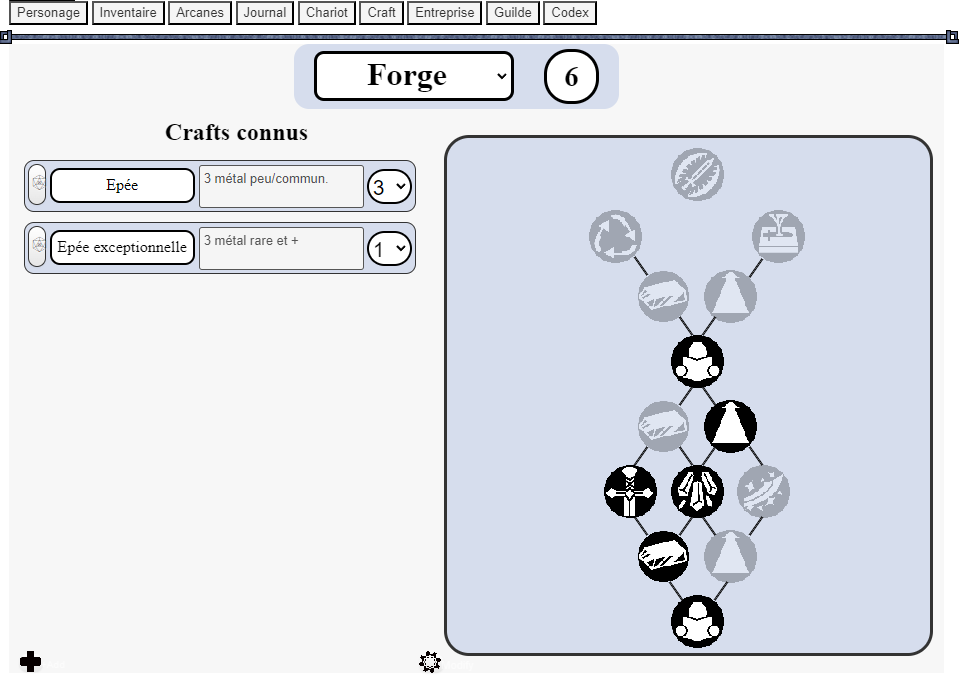 Personage Inventaire Arcanes Journal Chariot Craft Entreprise Guilde Codex
Forge 6
Crafts connus
Epée 3 métal peu/commun. 3
Epée exceptionnelle 3 métal rare et + 1